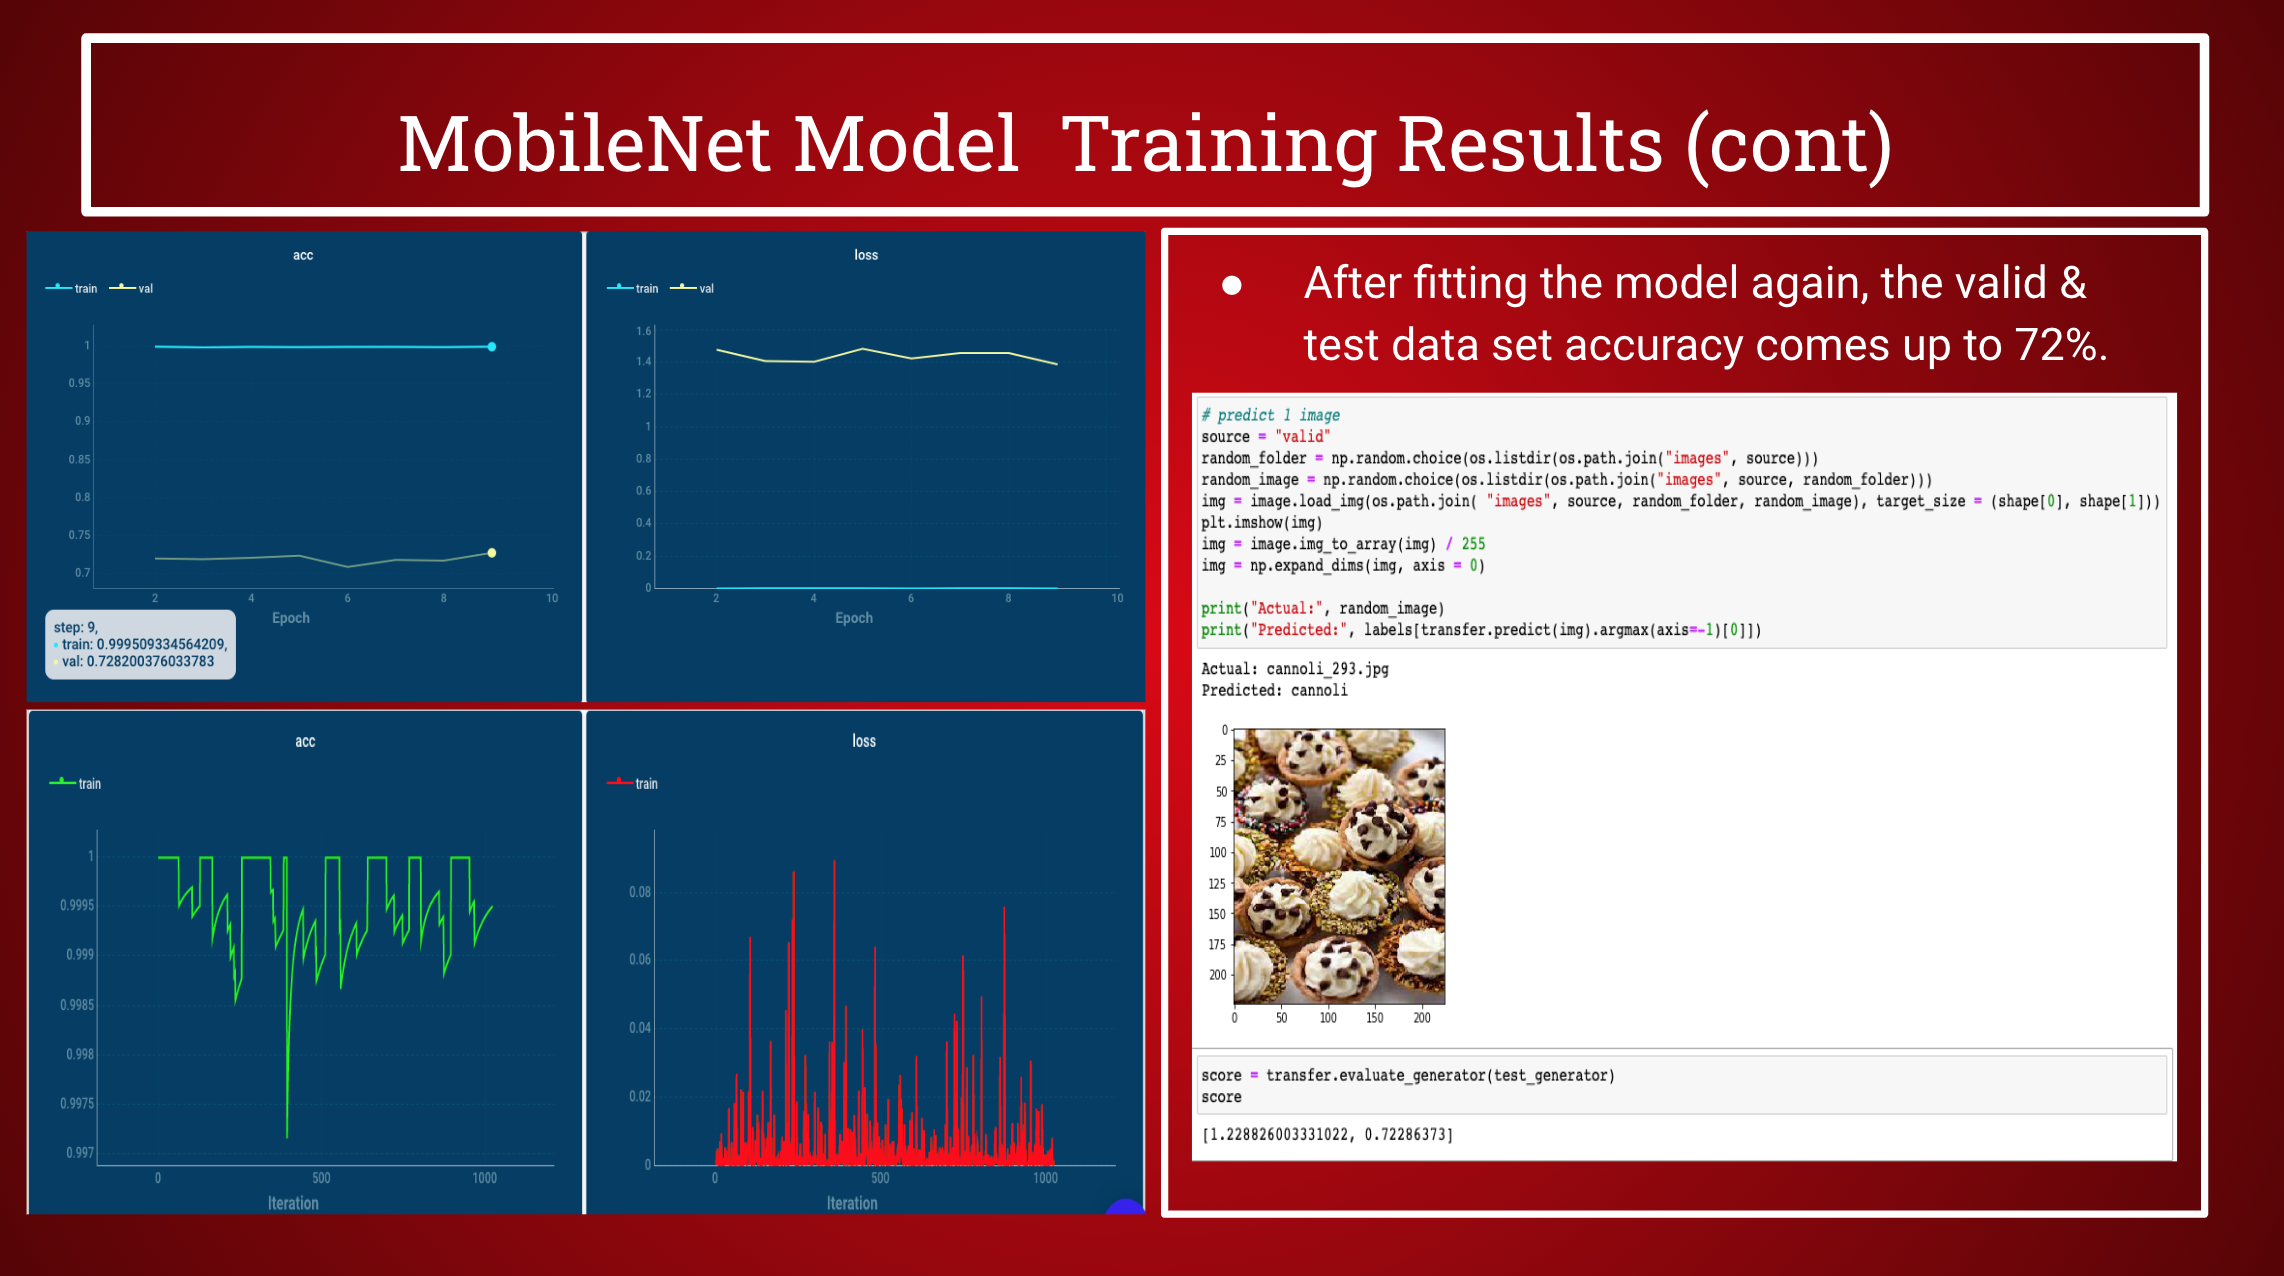 MobileNet Model Training Results (cont)
acc
train val
1
0.95
0.9
0.85
0.8
0.75
0.7
2 4 6 8 10
Epoch
step: 9,
train: 0.999509334564209,
val: 0.728200376033783
loss
train val
1.6
1.4
1.2
1
0.8
0.6
0.4
0.2
0
2 4 6 8 10
Epoch
acc
train
1
0.9995
0.999
0.9985
0.998
0.9975
0.997
0 500 1000
Iteration
loss
train
0.08
0.06
0.04
0.02
0
0 500 1000
Iteration
● After fitting the model again, the valid &
test data set accuracy comes up to 72%.
# predict 1 image
source = "valid"
random_folder = np.random.choice(os.listdir(os.path.join("images", source)))
random_image = np.random.choice(os.listdir(os.path.join("images", source, random_folder)))
img = image.load_img(os.path.join( "images", source, random_folder, random_image), target_size = (shape[0], shape[1]))
plt.imshow(img)
img = image.img_to_array(img) / 255
img = np.expand_dims(img, axis = 0)
print("Actual:", random_image)
print("Predicted:", labels[transfer.predict(img).argmax(axis=-1)[0]])
Actual: cannoli_293.jpg
Predicted: cannoli
0
25
50
75
100
125
150
175
200
0 50 100 150 200
score = transfer.evaluate_generator(test_generator)
score
[1.228826003331022, 0.72286373]